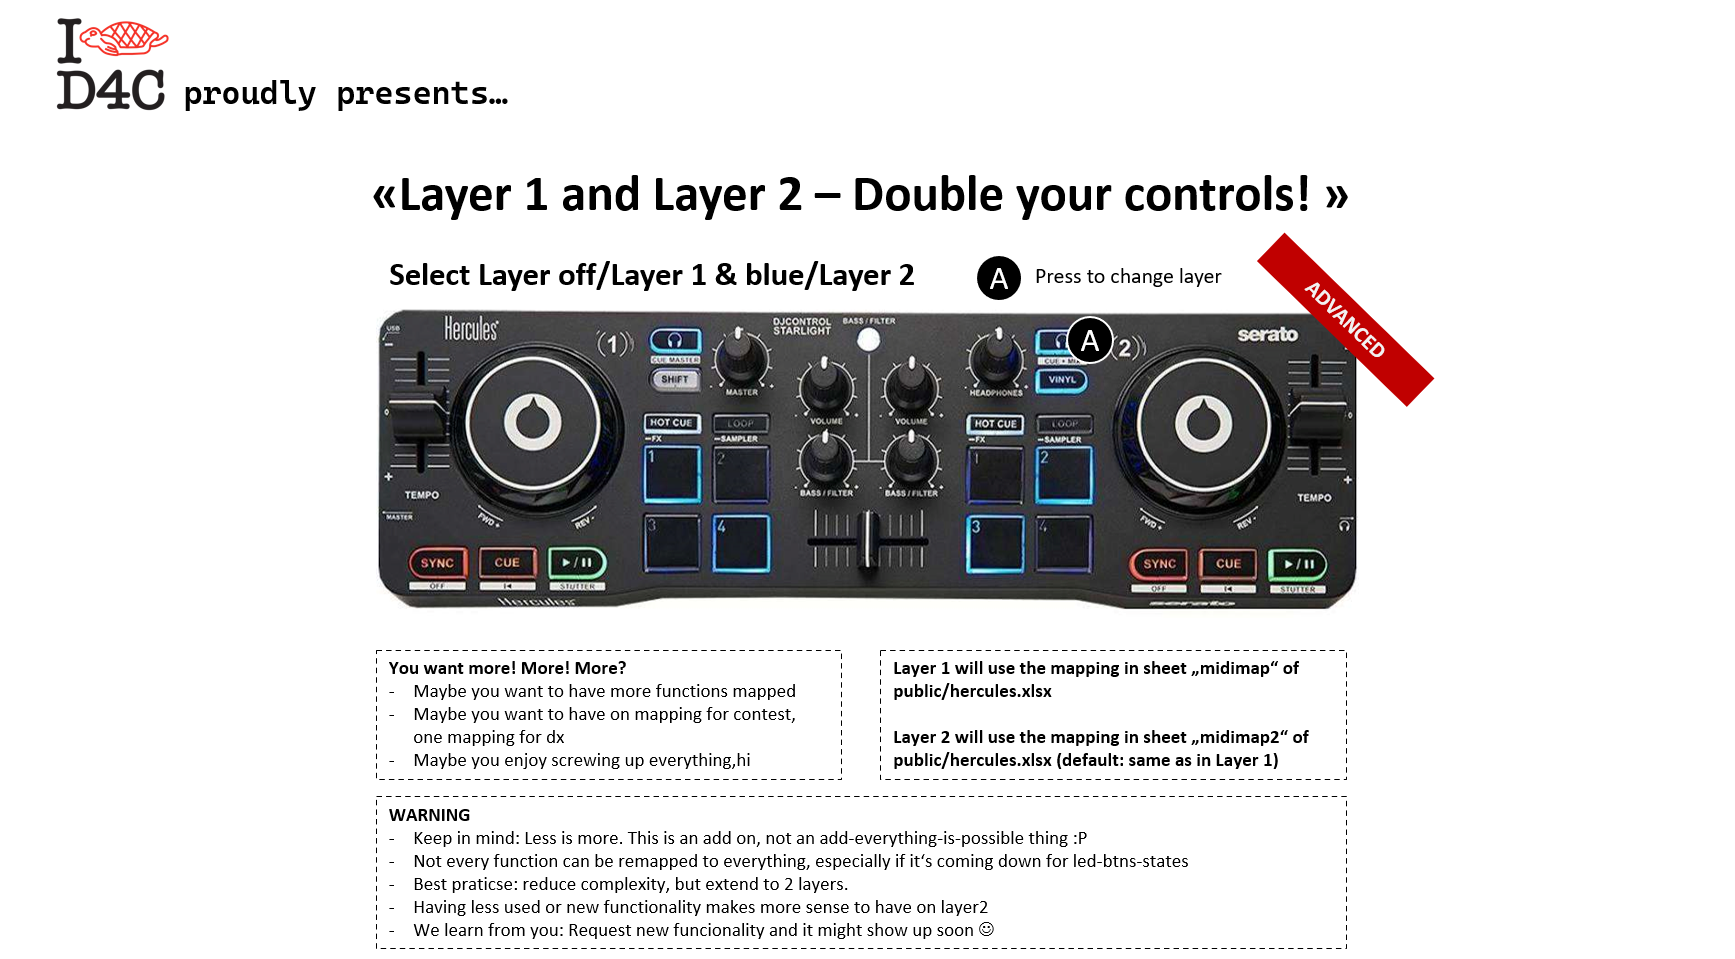 I
D4C proudly presents…
«Layer 1 and Layer 2 – Double your controls! »
Select Layer off/Layer 1 & blue/Layer 2
A Press to change layer
ADVANCED
USB
Hercules
(1)
CUE MASTER
SHIFT
MASTER
DJCONTROL
STARLIGHT
BASS / FILTER
HEADPHONES
A
CUE + MIX
VINYL
2)
serato
VOLUME VOLUME
HOT CUE LOOP
FX SAMPLER
1 2
3 4
BASS / FILTER BASS / FILTER
HOT CUE LOOP
FX SAMPLER
1 2
3 4
TEMPO TEMPO
MASTER
FWD + REV -
FWD + REV -
SYNC CUE ►/II
OFF STUTTER
SYNC CUE ►/II
OFF STUTTER
Hercules serato
You want more! More! More?
- Maybe you want to have more functions mapped
- Maybe you want to have on mapping for contest,
one mapping for dx
- Maybe you enjoy screwing up everything,hi
Layer 1 will use the mapping in sheet „midimap“ of
public/hercules.xlsx
Layer 2 will use the mapping in sheet „midimap2“ of
public/hercules.xlsx (default: same as in Layer 1)
WARNING
- Keep in mind: Less is more. This is an add on, not an add-everything-is-possible thing :P
- Not every function can be remapped to everything, especially if it‘s coming down for led-btns-states
- Best praticse: reduce complexity, but extend to 2 layers.
- Having less used or new functionality makes more sense to have on layer2
- We learn from you: Request new funcionality and it might show up soon ☺